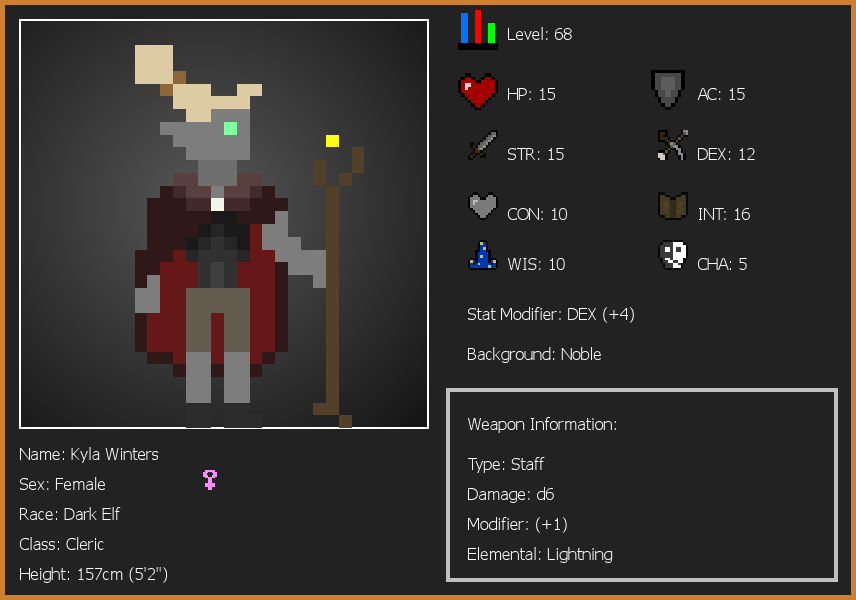 Level: 68
HP: 15
AC: 15
STR: 15
DEX: 12
CON: 10
INT: 16
WIS: 10
CHA: 5
Stat Modifier: DEX (+4)
Background: Noble
Weapon Information:
Type: Staff
Damage: d6
Modifier: (+1)
Elemental: Lightning
Name: Kyla Winters
Sex: Female
Race: Dark Elf
Class: Cleric
Height: 157cm (5'2")